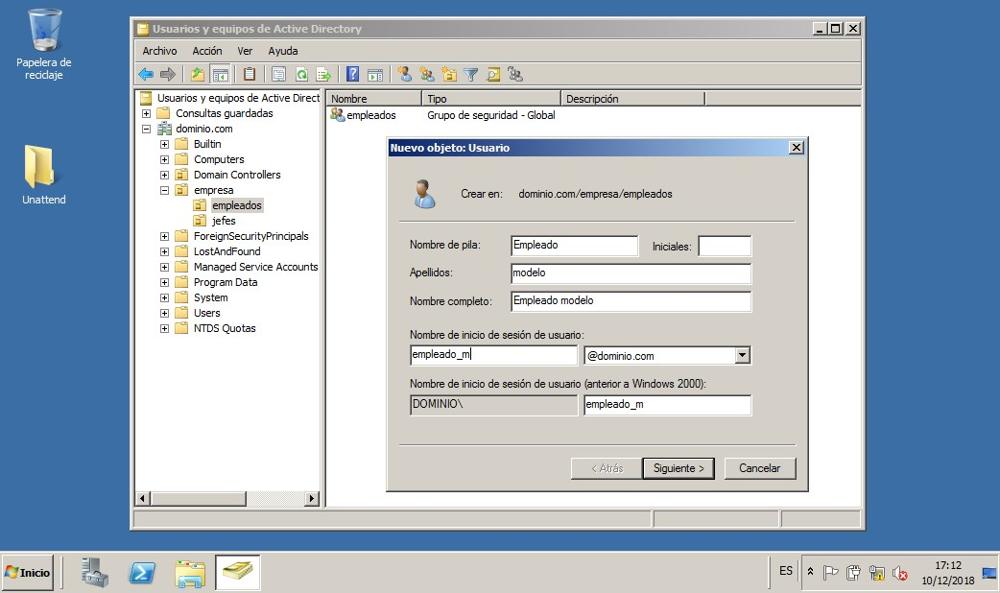 Papelera de
reciclaje
Unattend
Usuarios y equipos de Active Directory
Archivo Acción Ver Ayuda
Usuarios y equipos de Active Direct
Consultas guardadas
dominio.com
Builtin
Computers
Domain Controllers
empresa
empleados
jefes
ForeignSecurityPrincipals
LostAndFound
Managed Service Accounts
Program Data
System
Users
NTDS Quotas
Nombre Tipo Descripción
empleados Grupo de seguridad - Global
Nuevo objeto: Usuario
Crear en: dominio.com/empresa/empleados
Nombre de pila: Empleado Iniciales:
Apellidos: modelo
Nombre completo: Empleado modelo
Nombre de inicio de sesión de usuario:
empleado_m @dominio.com
Nombre de inicio de sesión de usuario (anterior a Windows 2000):
DOMINIO\ empleado_m
< Atrás Siguiente > Cancelar
Inicio ES 17:12
10/12/2018